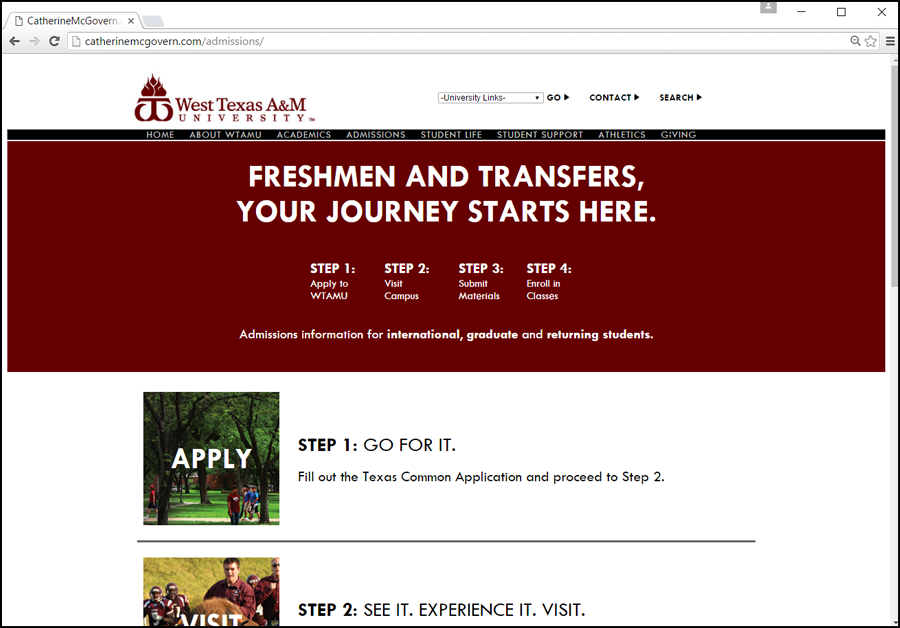 CatherineMcGovern.
catherinemcgovern.com/admissions/
West Texas A&M
UNIVERSITY™
-University Links-
GO
CONTACT
SEARCH
HOME ABOUT WTAMU ACADEMICS ADMISSIONS STUDENT LIFE STUDENT SUPPORT ATHLETICS GIVING
FRESHMEN AND TRANSFERS,
YOUR JOURNEY STARTS HERE.
STEP 1:
Apply to
WTAMU
STEP 2:
Visit
Campus
STEP 3:
Submit
Materials
STEP 4:
Enroll in
Classes
Admissions information for international, graduate and returning students.
APPLY
STEP 1: GO FOR IT.
Fill out the Texas Common Application and proceed to Step 2.
VISIT
STEP 2: SEE IT. EXPERIENCE IT. VISIT.